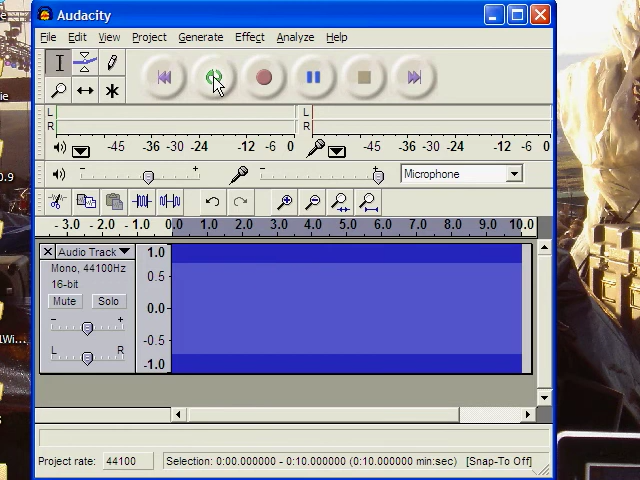 Audacity
File Edit View Project Generate Effect Analyze Help
L
R
-45 -36 -30 -24 -12 -6 0
L
R
-45 -36 -30 -24 -12 -6 0
Microphone
- 3.0 - 2.0 - 1.0 0.0 1.0 2.0 3.0 4.0 5.0 6.0 7.0 8.0 9.0 10.0
Audio Track
Mono, 44100Hz
16-bit
Mute Solo
- +
L R
1.0
0.5
0.0
-0.5
-1.0
Project rate: 44100 Selection: 0:00.000000 - 0:10.000000 (0:10.000000 min:sec) [Snap-To Off]